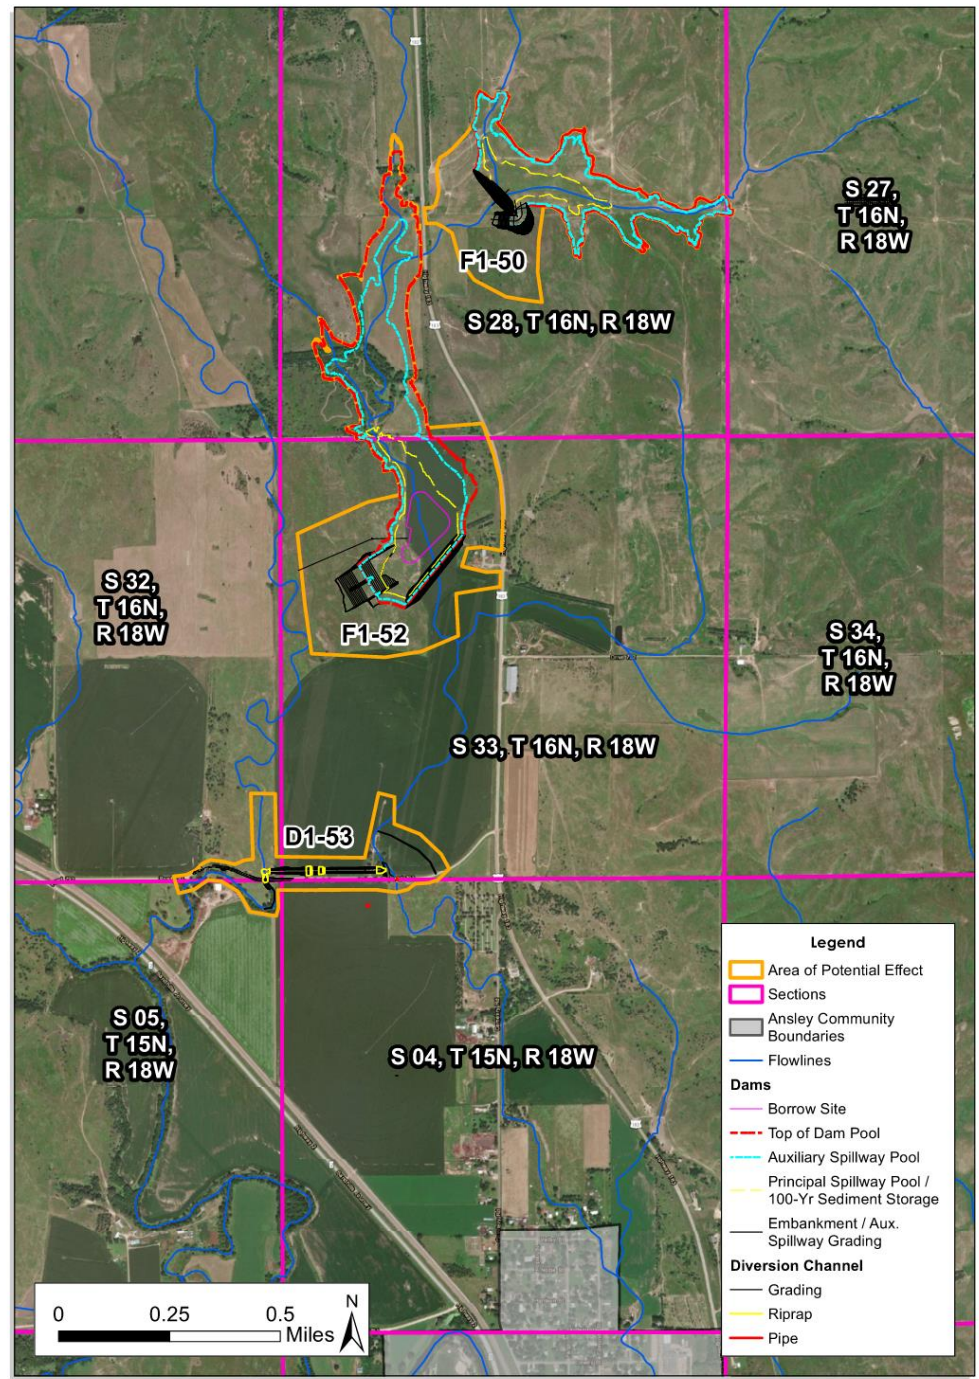 S 27,
T 16N,
R 18W
F1-50
S 28, T 16N, R 18W
S 32,
T 16N,
R 18W
F1-52
S 34,
T 16N,
R 18W
S 33, T 16N, R 18W
D1-53
S 05,
T 15N,
R 18W
S 04, T 15N, R 18W
Legend
Area of Potential Effect
Sections
Ansley Community
Boundaries
Flowlines
Dams
Borrow Site
Top of Dam Pool
Auxiliary Spillway Pool
Principal Spillway Pool /
100-Yr Sediment Storage
Embankment / Aux.
Spillway Grading
Diversion Channel
Grading
Riprap
Pipe
0 0.25 0.5
Miles
N